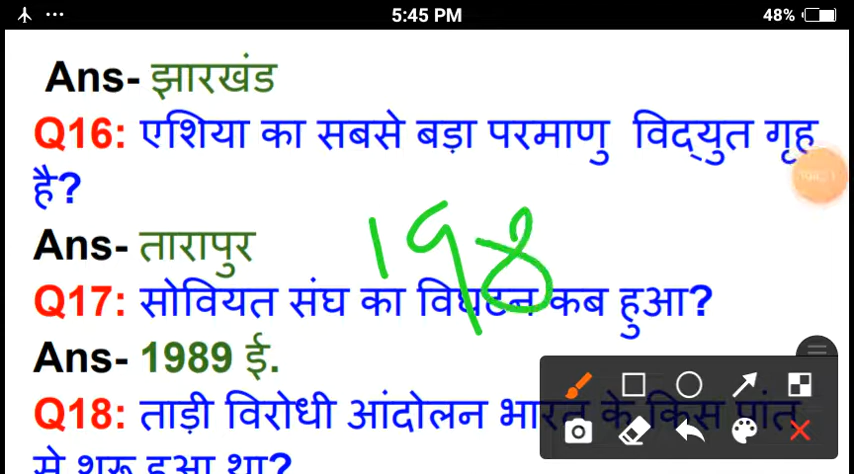 5:45 PM
48%
Ans- झारखंड
Q16: एशिया का सबसे बड़ा परमाणु विद्युत गृह
है?
Ans- तारापुर
198
Q17: सोवियत संघ का विघटन कब हुआ?
Ans- 1989 ई.
Q18: ताड़ी विरोधी आंदोलन भारत के किस प्रांत
से शुरू हुआ था?